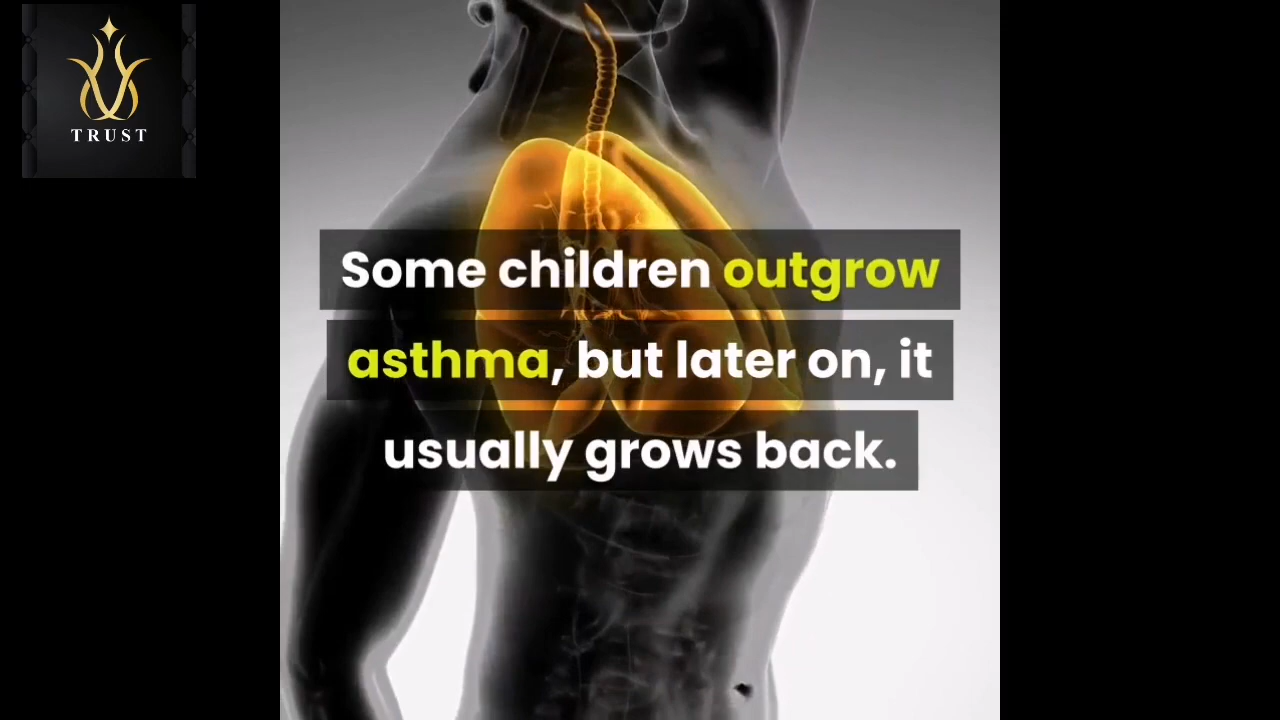 TRUST
Some children outgrow
asthma, but later on, it
usually grows back.